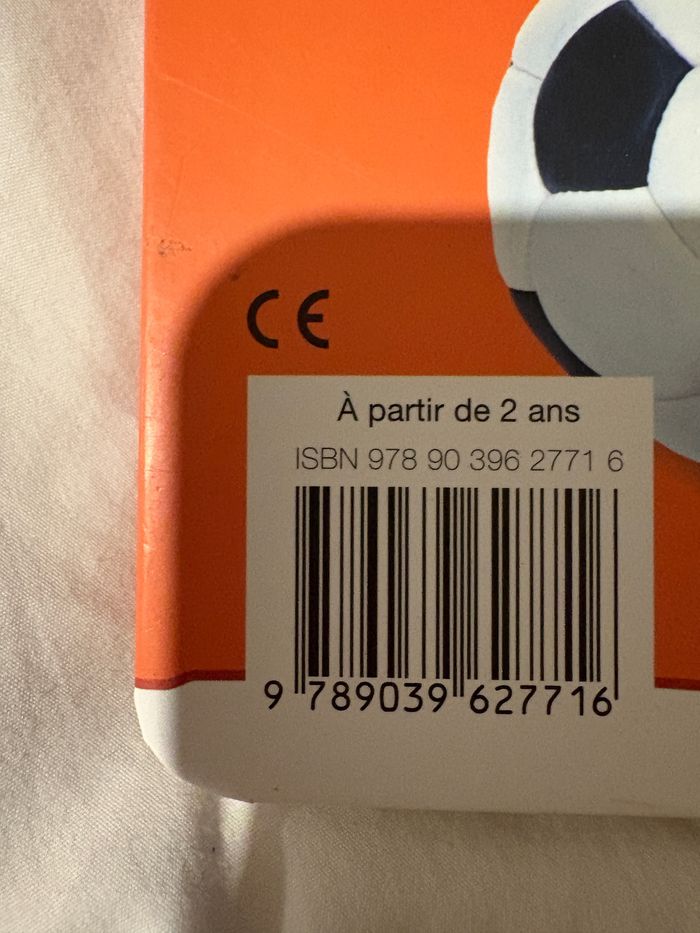 CE
À partir de 2 ans
ISBN 978 90 396 2771 6
9 789039 627716